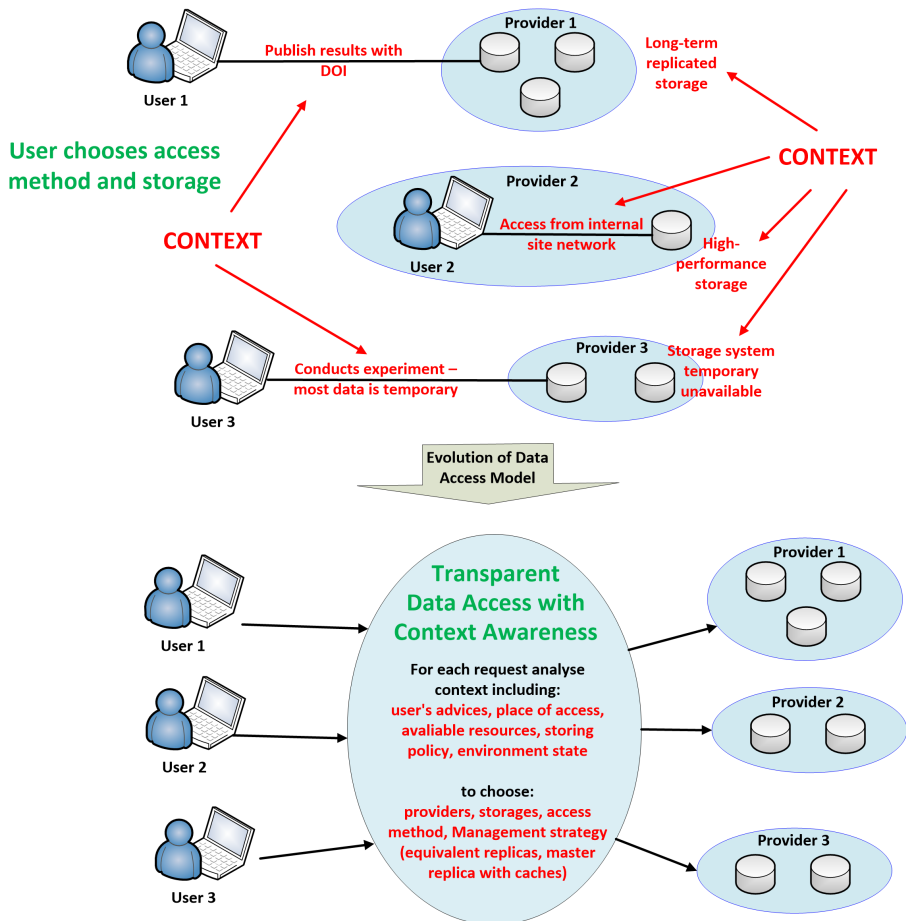 Provider 1
Publish results with
DOI
Long-term
replicated
storage
User 1
User chooses access
method and storage
CONTEXT
Provider 2
CONTEXT
Access from internal
site network
User 2
High-
performance
storage
Provider 3
Storage system
temporary
unavailable
Conducts experiment –
most data is temporary
User 3
Evolution of Data
Access Model
Provider 1
Transparent
Data Access with
Context Awareness
User 1
For each request analyse
context including:
user's advices, place of access,
avaliable resources, storing
policy, environment state
Provider 2
User 2
to choose:
providers, storages, access
method, Management strategy
(equivalent replicas, master
replica with caches)
Provider 3
User 3